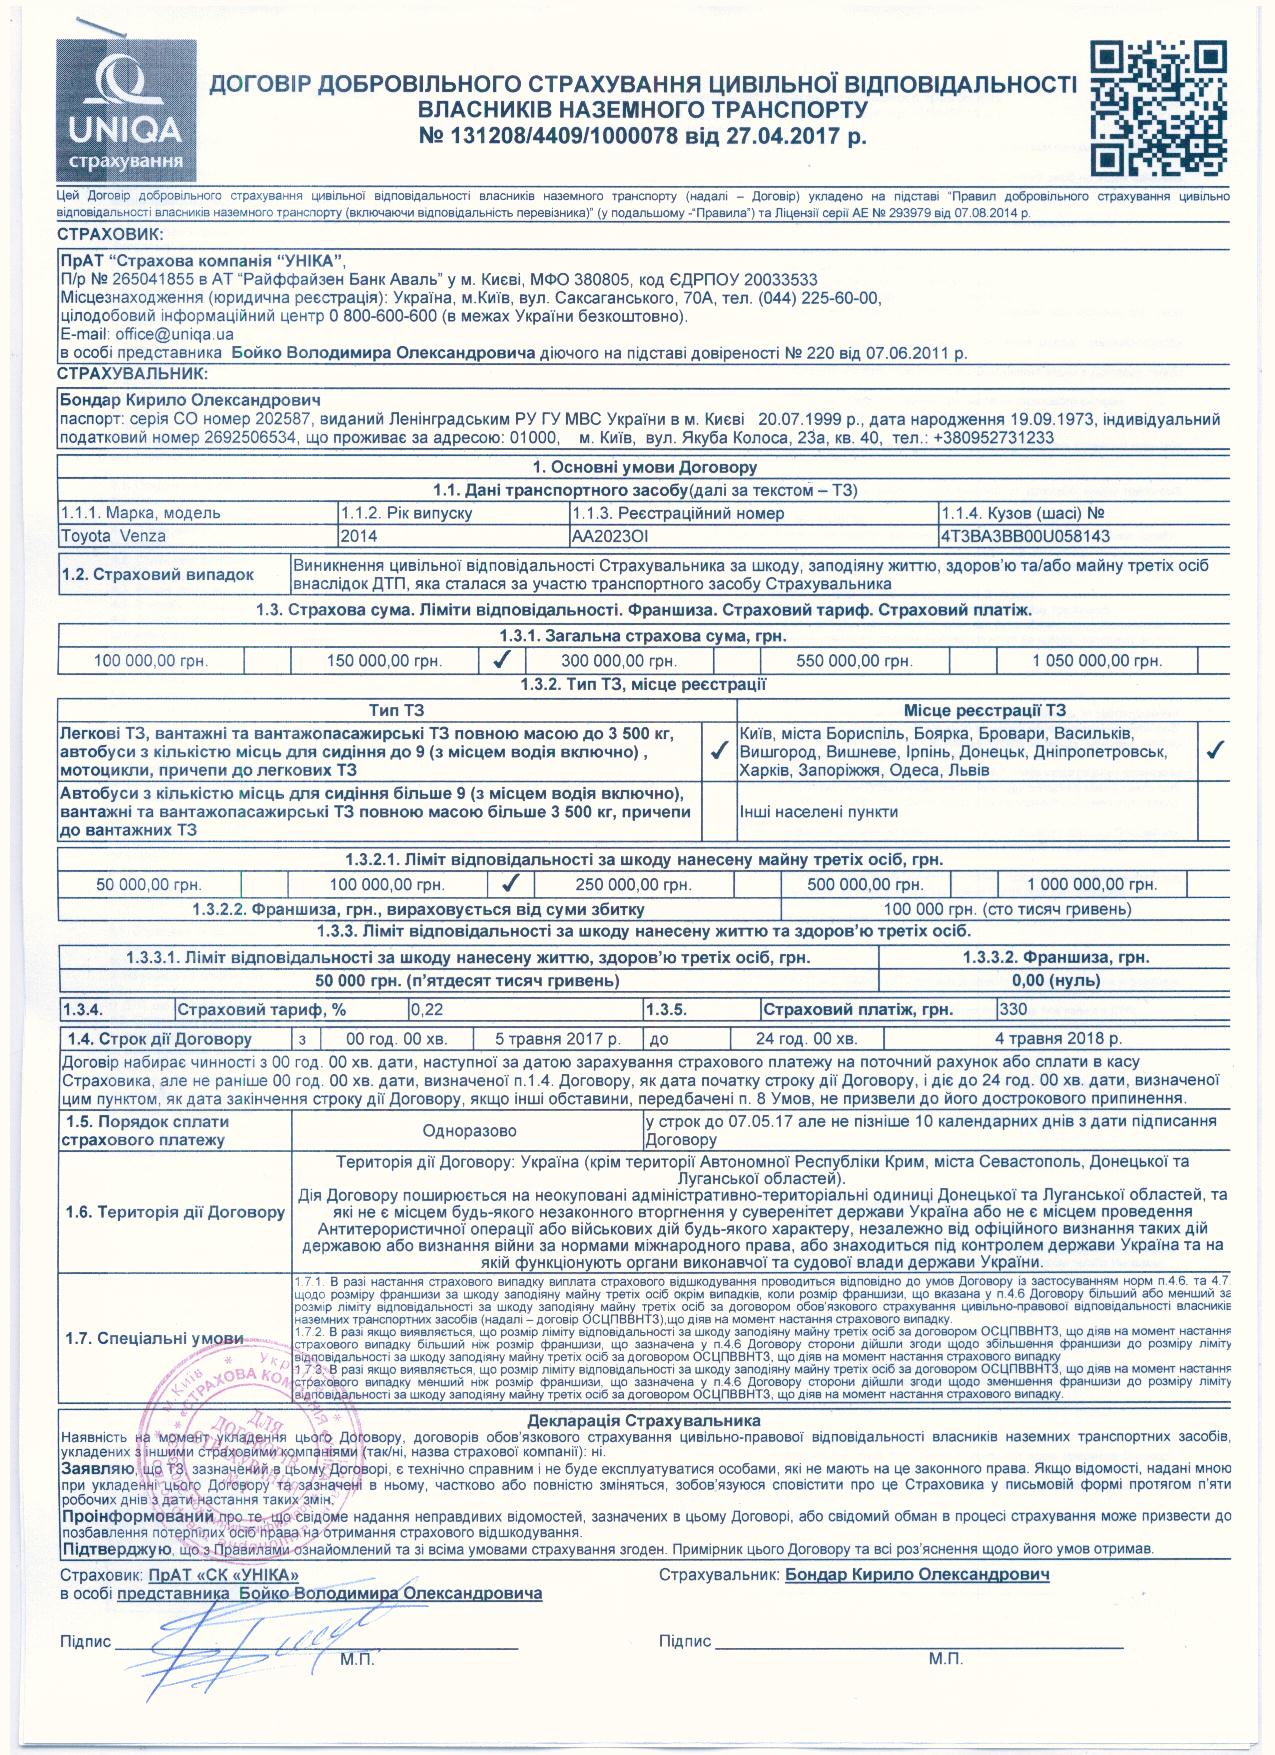 UNIQA
страхування
ДОГОВІР ДОБРОВІЛЬНОГО СТРАХУВАННЯ ЦИВІЛЬНОЇ ВІДПОВІДАЛЬНОСТІ
ВЛАСНИКІВ НАЗЕМНОГО ТРАНСПОРТУ
№ 131208/4409/1000078 від 27.04.2017 р.
Цей Договір добровільного страхування цивільної відповідальності власників наземного транспорту (надалі – Договір) укладено на підставі "Правил добровільного страхування цивільно
відповідальності власників наземного транспорту (включаючи відповідальність перевізника)" (у подальшому -"Правила") та Ліцензії серії АЕ № 293979 від 07.08.2014 р.
СТРАХОВИК:
ПрАТ "Страхова компанія "УНІКА",
П/р № 265041855 в АТ "Райффайзен Банк Аваль" у м. Києві, МФО 380805, код ЄДРПОУ 20033533
Місцезнаходження (юридична реєстрація): Україна, м.Київ, вул. Саксаганського, 70А, тел. (044) 225-60-00,
цілодобовий інформаційний центр 0 800-600-600 (в межах України безкоштовно).
E-mail: office@uniqa.ua
в особі представника Бойко Володимира Олександровича діючого на підставі довіреності № 220 від 07.06.2011 р.
СТРАХУВАЛЬНИК:
Бондар Кирило Олександрович
паспорт: серія СО номер 202587, виданий Ленінградським РУ ГУ МВС України в м. Києві 20.07.1999 р., дата народження 19.09.1973, індивідуальний
податковий номер 2692506534, що проживає за адресою: 01000, м. Київ, вул. Якуба Колоса, 23а, кв. 40, тел.: +380952731233
1. Основні умови Договору
1.1. Дані транспортного засобу(далі за текстом – ТЗ)
1.1.1. Марка, модель 1.1.2. Рік випуску 1.1.3. Реєстраційний номер 1.1.4. Кузов (шасі) №
Toyota Venza 2014 AA2023OI 4T3BA3BB00U058143
1.2. Страховий випадок Виникнення цивільної відповідальності Страхувальника за шкоду, заподіяну життю, здоров'ю та/або майну третіх осіб
внаслідок ДТП, яка сталася за участю транспортного засобу Страхувальника
1.3. Страхова сума. Ліміти відповідальності. Франшиза. Страховий тариф. Страховий платіж.
1.3.1. Загальна страхова сума, грн.
100 000,00 грн. 150 000,00 грн. ✓ 300 000,00 грн. 550 000,00 грн. 1 050 000,00 грн.
1.3.2. Тип ТЗ, місце реєстрації
Тип ТЗ Місце реєстрації ТЗ
Легкові ТЗ, вантажні та вантажопасажирські ТЗ повною масою до 3 500 кг,
автобуси з кількістю місць для сидіння до 9 (з місцем водія включно) ,
мотоцикли, причепи до легкових ТЗ
✓
Київ, міста Бориспіль, Боярка, Бровари, Васильків,
Вишгород, Вишневе, Ірпінь, Донецьк, Дніпропетровськ,
Харків, Запоріжжя, Одеса, Львів
✓
Автобуси з кількістю місць для сидіння більше 9 (з місцем водія включно),
вантажні та вантажопасажирські ТЗ повною масою більше 3 500 кг, причепи
до вантажних ТЗ
Інші населені пункти
1.3.2.1. Ліміт відповідальності за шкоду нанесену майну третіх осіб, грн.
50 000,00 грн. 100 000,00 грн. ✓ 250 000,00 грн. 500 000,00 грн. 1 000 000,00 грн.
1.3.2.2. Франшиза, грн., вираховується від суми збитку 100 000 грн. (сто тисяч гривень)
1.3.3. Ліміт відповідальності за шкоду нанесену життю та здоров'ю третіх осіб.
1.3.3.1. Ліміт відповідальності за шкоду нанесену життю, здоров'ю третіх осіб, грн. 1.3.3.2. Франшиза, грн.
50 000 грн. (п'ятдесят тисяч гривень) 0,00 (нуль)
1.3.4. Страховий тариф, % 0,22 1.3.5. Страховий платіж, грн. 330
1.4. Строк дії Договору з 00 год. 00 хв. 5 травня 2017 р. до 24 год. 00 хв. 4 травня 2018 р.
Договір набирає чинності з 00 год. 00 хв. дати, наступної за датою зарахування страхового платежу на поточний рахунок або сплати в касу
Страховика, але не раніше 00 год. 00 хв. дати, визначеної п.1.4. Договору, як дата початку строку дії Договору, і діє до 24 год. 00 хв. дати, визначеної
цим пунктом, як дата закінчення строку дії Договору, якщо інші обставини, передбачені п. 8 Умов, не призвели до його дострокового припинення.
1.5. Порядок сплати
страхового платежу
Одноразово
у строк до 07.05.17 але не пізніше 10 календарних днів з дати підписання
Договору
1.6. Територія дії Договору
Територія дії Договору: Україна (крім території Автономної Республіки Крим, міста Севастополь, Донецької та
Луганської областей).
Дія Договору поширюється на неокуповані адміністративно-територіальні одиниці Донецької та Луганської областей, та
які не є місцем будь-якого незаконного вторгнення у суверенітет держави Україна або не є місцем проведення
Антитерористичної операції або військових дій будь-якого характеру, незалежно від офіційного визнання таких дій
державою або визнання війни за нормами міжнародного права, або знаходиться під контролем держави Україна та на
якій функціонують органи виконавчої та судової влади держави України.
1.7. Спеціальні умови
1.7.1. В разі настання страхового випадку виплата страхового відшкодування проводиться відповідно до умов Договору із застосуванням норм п.4.6. та 4.7.
щодо розміру франшизи за шкоду заподіяну майну третіх осіб окрім випадків, коли розмір франшизи, що вказана у п.4.6 Договору більший або менший за
розмір ліміту відповідальності за шкоду заподіяну майну третіх осіб за договором обов'язкового страхування цивільно-правової відповідальності власників
наземних транспортних засобів (надалі – договір ОСЦПВВНТЗ),що діяв на момент настання страхового випадку.
1.7.2. В разі якщо виявляється, що розмір ліміту відповідальності за шкоду заподіяну майну третіх осіб за договором ОСЦПВВНТЗ, що діяв на момент настання
страхового випадку більший ніж розмір франшизи, що зазначена у п.4.6 Договору сторони дійшли згоди щодо збільшення франшизи до розміру ліміту
відповідальності за шкоду заподіяну майну третіх осіб за договором ОСЦПВВНТЗ, що діяв на момент настання страхового випадку
1.7.3. В разі якщо виявляється, що розмір ліміту відповідальності за шкоду заподіяну майну третіх осіб за договором ОСЦПВВНТЗ, що діяв на момент настання
страхового випадку менший ніж розмір франшизи, що зазначена у п.4.6 Договору сторони дійшли згоди щодо зменшення франшизи до розміру ліміту
відповідальності за шкоду заподіяну майну третіх осіб за договором ОСЦПВВНТЗ, що діяв на момент настання страхового випадку.
Декларація Страхувальника
Наявність на момент укладення цього Договору, договорів обов'язкового страхування цивільно-правової відповідальності власників наземних транспортних засобів,
укладених з іншими страховими компаніями (так/ні, назва страхової компанії): ні.
Заявляю, що ТЗ, зазначений в цьому Договорі, є технічно справним і не буде експлуатуватися особами, які не мають на це законного права. Якщо відомості, надані мною
при укладенні цього Договору та зазначені в ньому, частково або повністю зміняться, зобов'язуюся сповістити про це Страховика у письмовій формі протягом п'яти
робочих днів з дати настання таких змін.
Проінформований про те, що свідоме надання неправдивих відомостей, зазначених в цьому Договорі, або свідомий обман в процесі страхування може призвести до
позбавлення потерпілих осіб права на отримання страхового відшкодування.
Підтверджую, що з Правилами ознайомлений та зі всіма умовами страхування згоден. Примірник цього Договору та всі роз'яснення щодо його умов отримав.
Страховик: ПрАТ «СК «УНІКА» Страхувальник: Бондар Кирило Олександрович
в особі представника Бойко Володимира Олександровича
Підпис Підпис
М.П. М.П.
ДЛЯ
ДОГОВОРІВ
СТРАХУВАННЯ